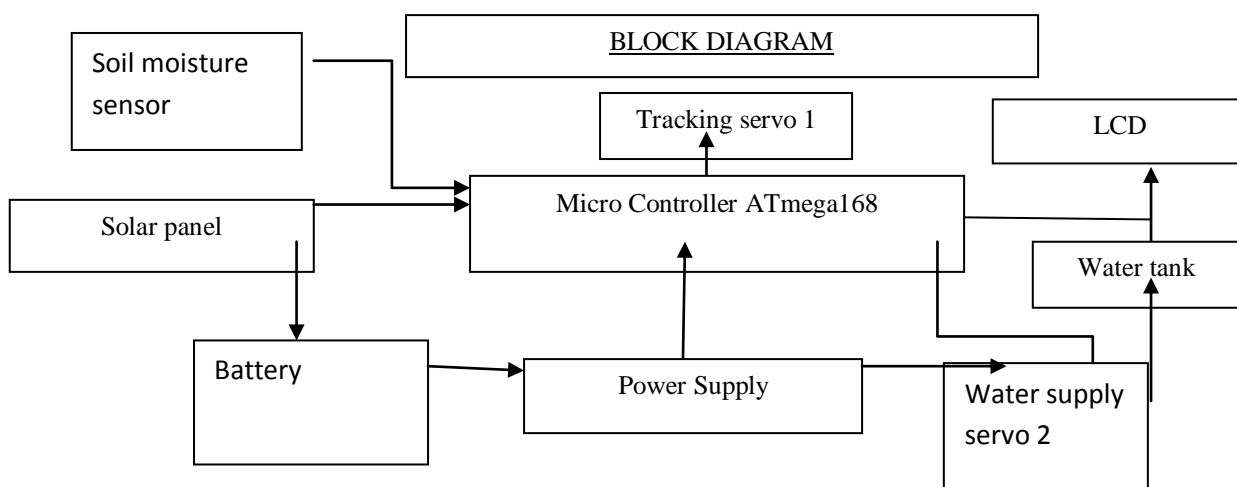 BLOCK DIAGRAM
Soil moisture
sensor
Tracking servo 1
LCD
Micro Controller ATmega168
Solar panel
Water tank
Battery
Power Supply
Water supply
servo 2